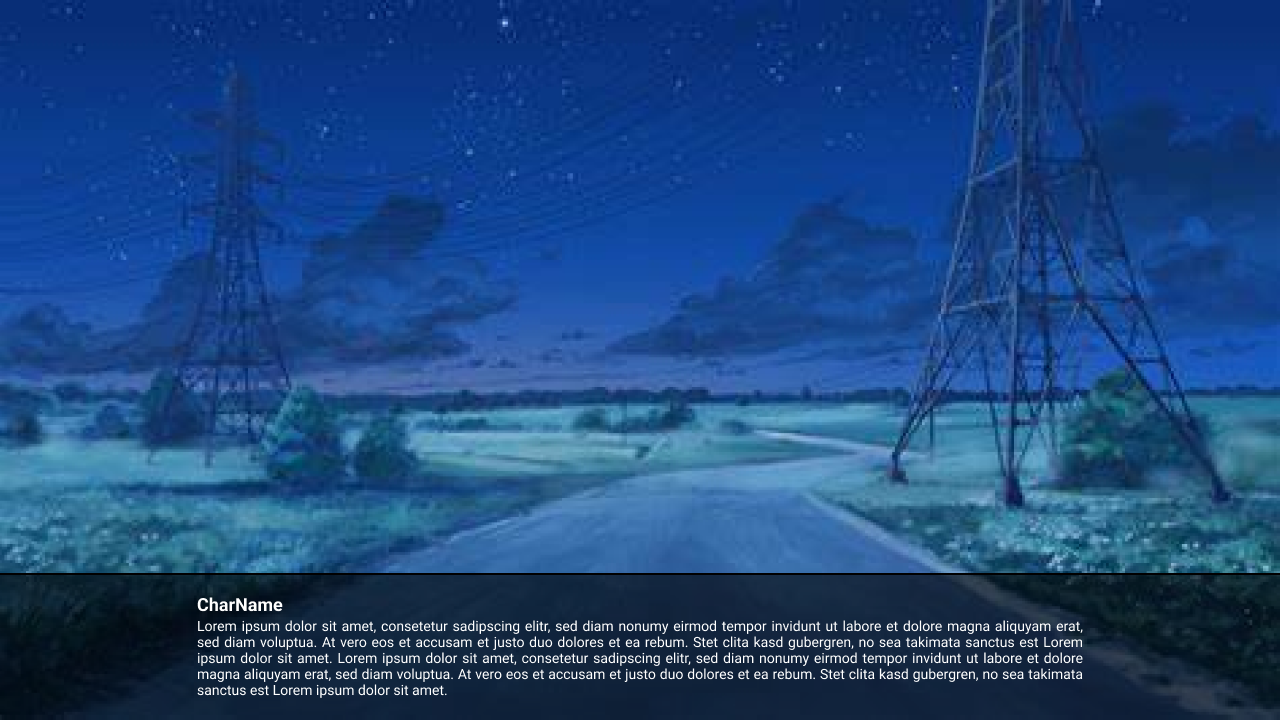 CharName
Lorem ipsum dolor sit amet, consetetur sadipscing elitr, sed diam nonumy eirmod tempor invidunt ut labore et dolore magna aliquyam erat,
sed diam voluptua. At vero eos et accusam et justo duo dolores et ea rebum. Stet clita kasd gubergren, no sea takimata sanctus est Lorem
ipsum dolor sit amet. Lorem ipsum dolor sit amet, consetetur sadipscing elitr, sed diam nonumy eirmod tempor invidunt ut labore et dolore
magna aliquyam erat, sed diam voluptua. At vero eos et accusam et justo duo dolores et ea rebum. Stet clita kasd gubergren, no sea takimata
sanctus est Lorem ipsum dolor sit amet.